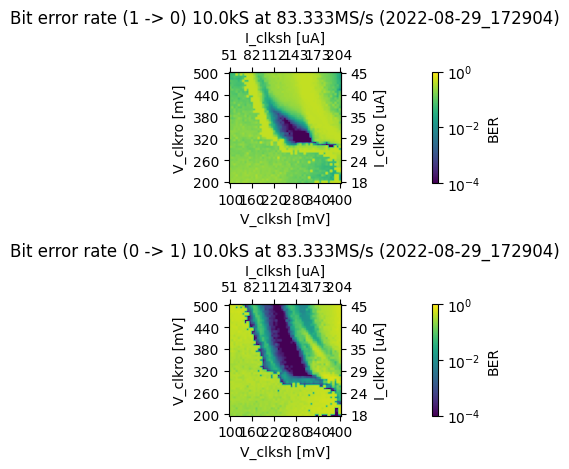 Bit error rate (1 -> 0) 10.0kS at 83.333MS/s (2022-08-29_172904)
I_clksh [uA]
51 82 112 143 173 204
V_clkro [mV]
500 440 380 320 260 200
45 40 35 29 24 18
I_clkro [uA]
10^0 10^-2 10^-4
BER
100 160 220 280 340 400
V_clksh [mV]
Bit error rate (0 -> 1) 10.0kS at 83.333MS/s (2022-08-29_172904)
I_clksh [uA]
51 82 112 143 173 204
V_clkro [mV]
500 440 380 320 260 200
45 40 35 29 24 18
I_clkro [uA]
10^0 10^-2 10^-4
BER
100 160 220 280 340 400
V_clksh [mV]